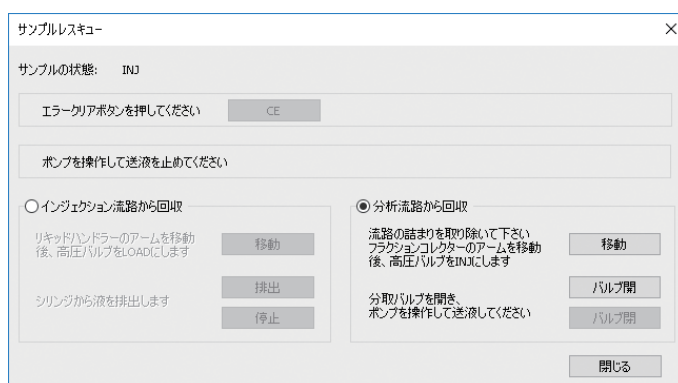 サンプルレスキュー
サンプルの状態: INJ
エラークリアボタンを押してください CE
ポンプを操作して送液を止めてください
インジェクション流路から回収
リキッドハンドラーのアームを移動
後、高圧バルブをLOADにします
移動
シリンジから液を排出します
排出
停止
分析流路から回収
流路の詰まりを取り除いて下さい
フラクションコレクターのアームを移動
後、高圧バルブをINJにします
移動
分取バルブを開き、
ポンプを操作して送液してください
バルブ開
バルブ閉
閉じる